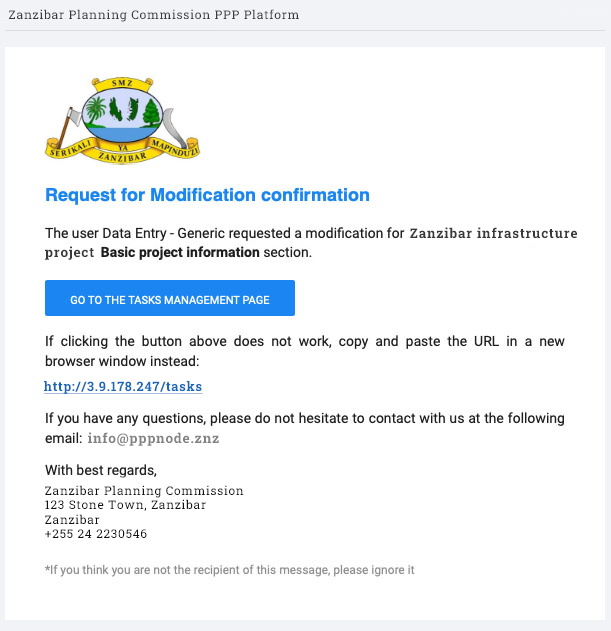 Zanzibar Planning Commission PPP Platform
SMZ
SERIKALI YA MAPINDUZI
ZANZIBAR
Request for Modification confirmation
The user Data Entry - Generic requested a modification for Zanzibar infrastructure
project Basic project information section.
GO TO THE TASKS MANAGEMENT PAGE
If clicking the button above does not work, copy and paste the URL in a new
browser window instead:
http://3.9.178.247/tasks
If you have any questions, please do not hesitate to contact with us at the following
email: info@pppnode.znz
With best regards,
Zanzibar Planning Commission
123 Stone Town, Zanzibar
Zanzibar
+255 24 2230546
*If you think you are not the recipient of this message, please ignore it